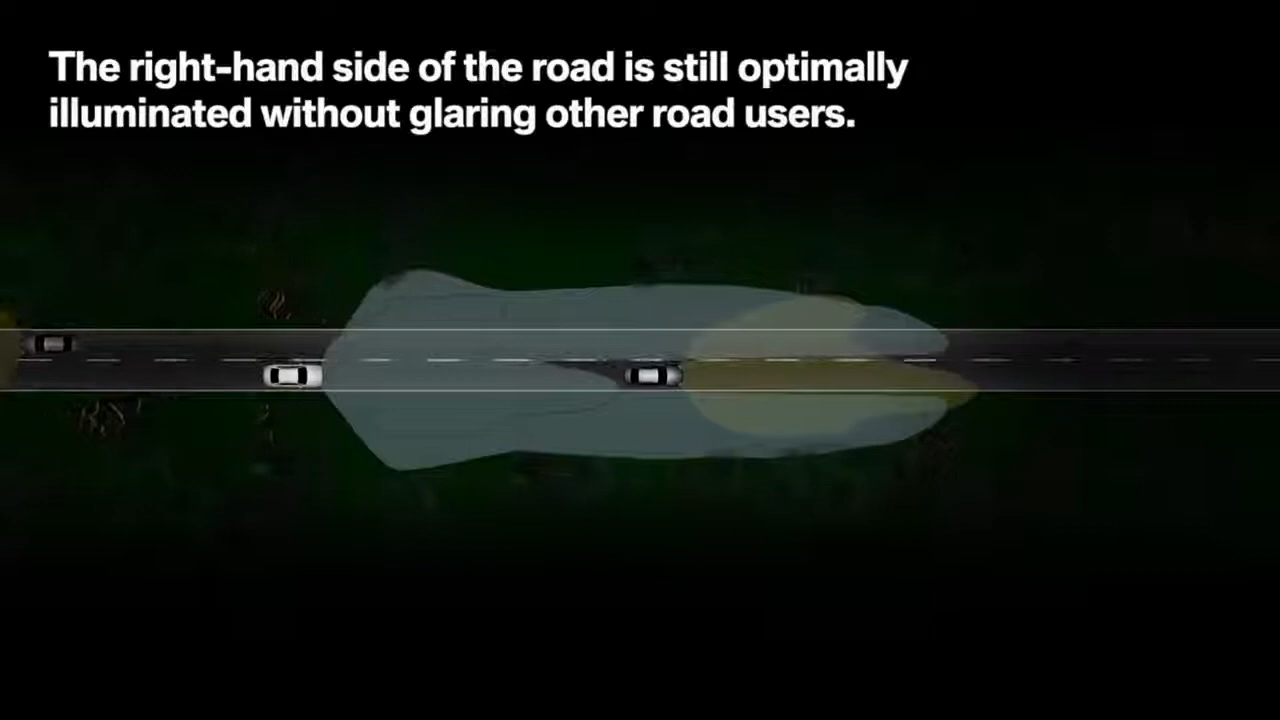 The right-hand side of the road is still optimally
illuminated without glaring other road users.